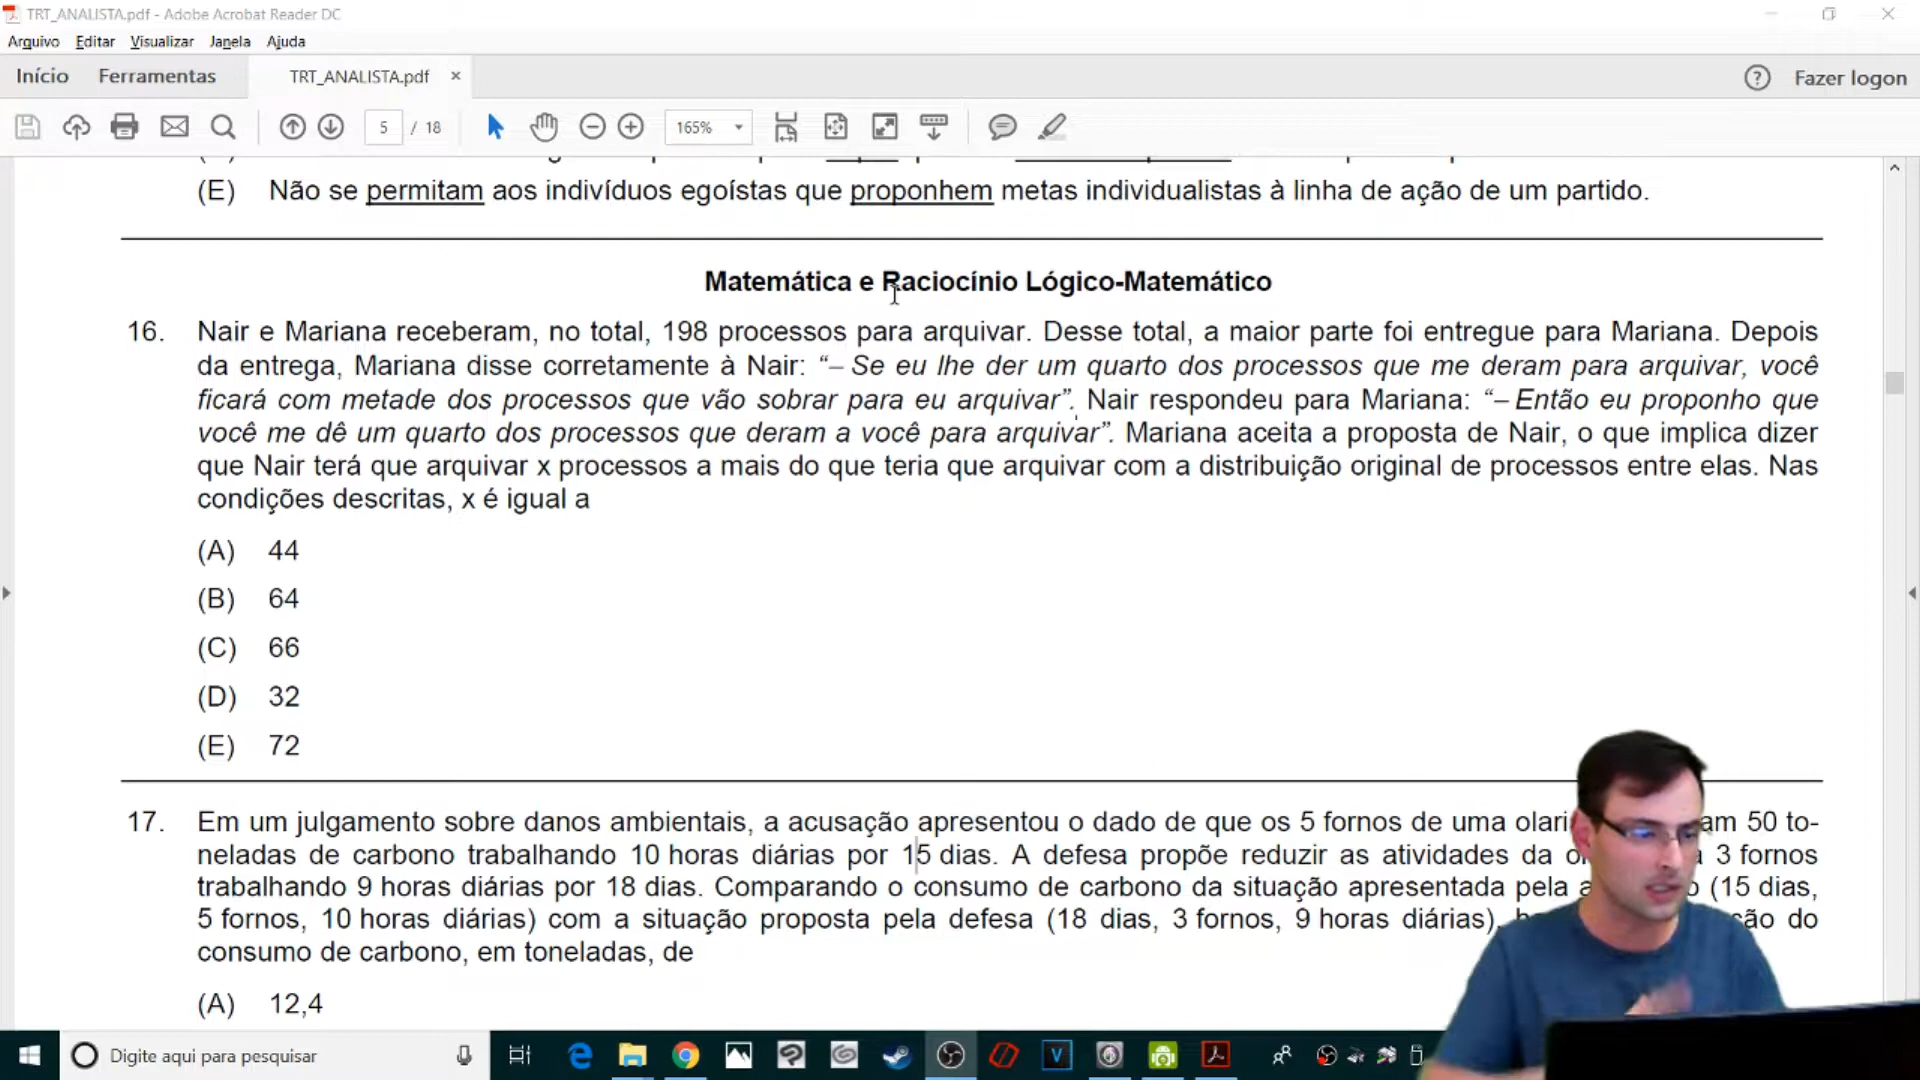 TRT_ANALISTA.pdf - Adobe Acrobat Reader DC
Arquivo Editar Visualizar Janela Ajuda
Início Ferramentas TRT_ANALISTA.pdf × Fazer logon
5 / 18 165%
(E) Não se permitam aos indivíduos egoístas que proponhem metas individualistas à linha de ação de um partido.
Matemática e Raciocínio Lógico-Matemático
16. Nair e Mariana receberam, no total, 198 processos para arquivar. Desse total, a maior parte foi entregue para Mariana. Depois
da entrega, Mariana disse corretamente à Nair: “– Se eu lhe der um quarto dos processos que me deram para arquivar, você
ficará com metade dos processos que vão sobrar para eu arquivar”. Nair respondeu para Mariana: “– Então eu proponho que
você me dê um quarto dos processos que deram a você para arquivar”. Mariana aceita a proposta de Nair, o que implica dizer
que Nair terá que arquivar x processos a mais do que teria que arquivar com a distribuição original de processos entre elas. Nas
condições descritas, x é igual a
(A) 44
(B) 64
(C) 66
(D) 32
(E) 72
17. Em um julgamento sobre danos ambientais, a acusação apresentou o dado de que os 5 fornos de uma olari am 50 to-
neladas de carbono trabalhando 10 horas diárias por 15 dias. A defesa propõe reduzir as atividades da o a 3 fornos
trabalhando 9 horas diárias por 18 dias. Comparando o consumo de carbono da situação apresentada pela a o (15 dias,
5 fornos, 10 horas diárias) com a situação proposta pela defesa (18 dias, 3 fornos, 9 horas diárias), ção do
consumo de carbono, em toneladas, de
(A) 12,4
Digite aqui para pesquisar